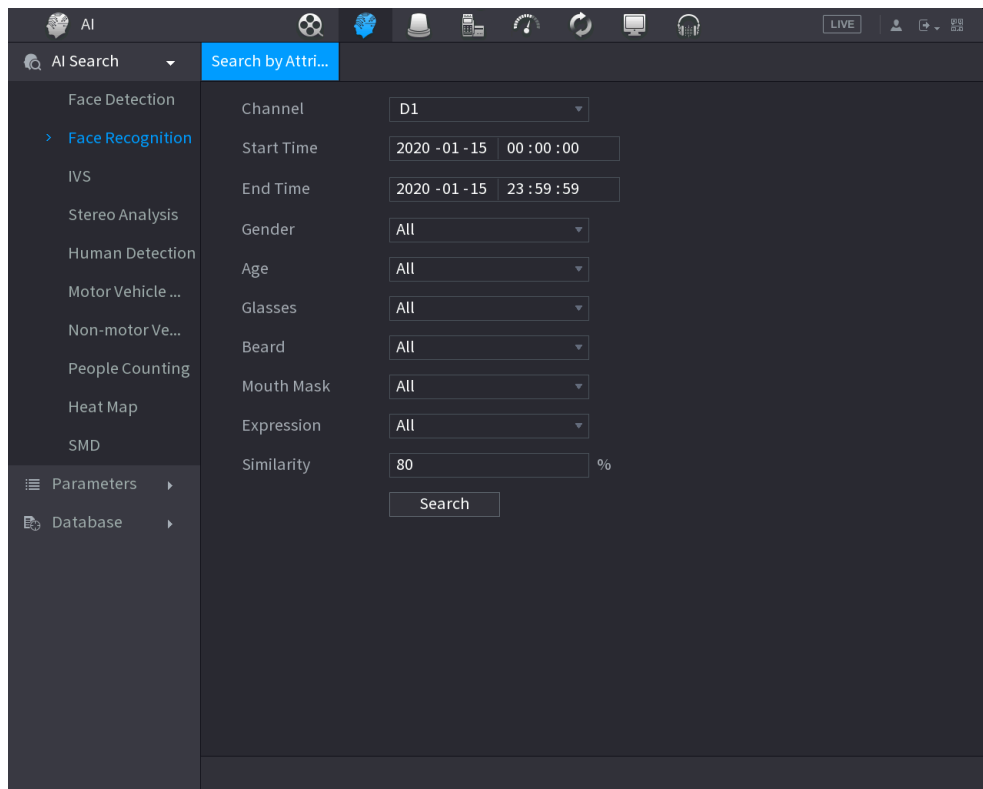 AI
LIVE
AI Search
Search by Attri...
Face Detection
Channel D1
> Face Recognition
Start Time 2020 -01 -15 00 :00 :00
IVS
End Time 2020 -01 -15 23 :59 :59
Stereo Analysis
Gender All
Human Detection
Age All
Motor Vehicle ...
Glasses All
Non-motor Ve...
Beard All
People Counting
Mouth Mask All
Heat Map
Expression All
SMD
Similarity 80 %
Parameters
Search
Database